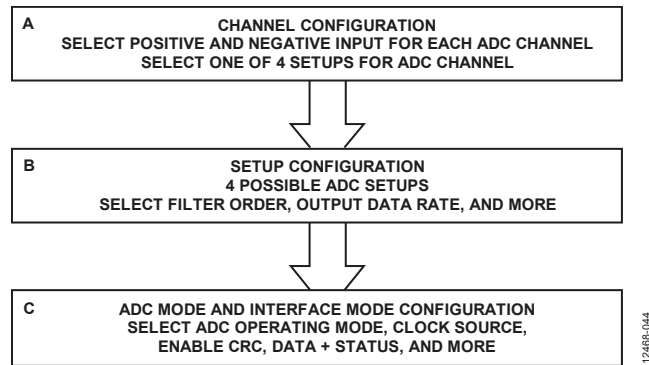 A
CHANNEL CONFIGURATION
SELECT POSITIVE AND NEGATIVE INPUT FOR EACH ADC CHANNEL
SELECT ONE OF 4 SETUPS FOR ADC CHANNEL
B
SETUP CONFIGURATION
4 POSSIBLE ADC SETUPS
SELECT FILTER ORDER, OUTPUT DATA RATE, AND MORE
C
ADC MODE AND INTERFACE MODE CONFIGURATION
SELECT ADC OPERATING MODE, CLOCK SOURCE,
ENABLE CRC, DATA + STATUS, AND MORE
12468-044